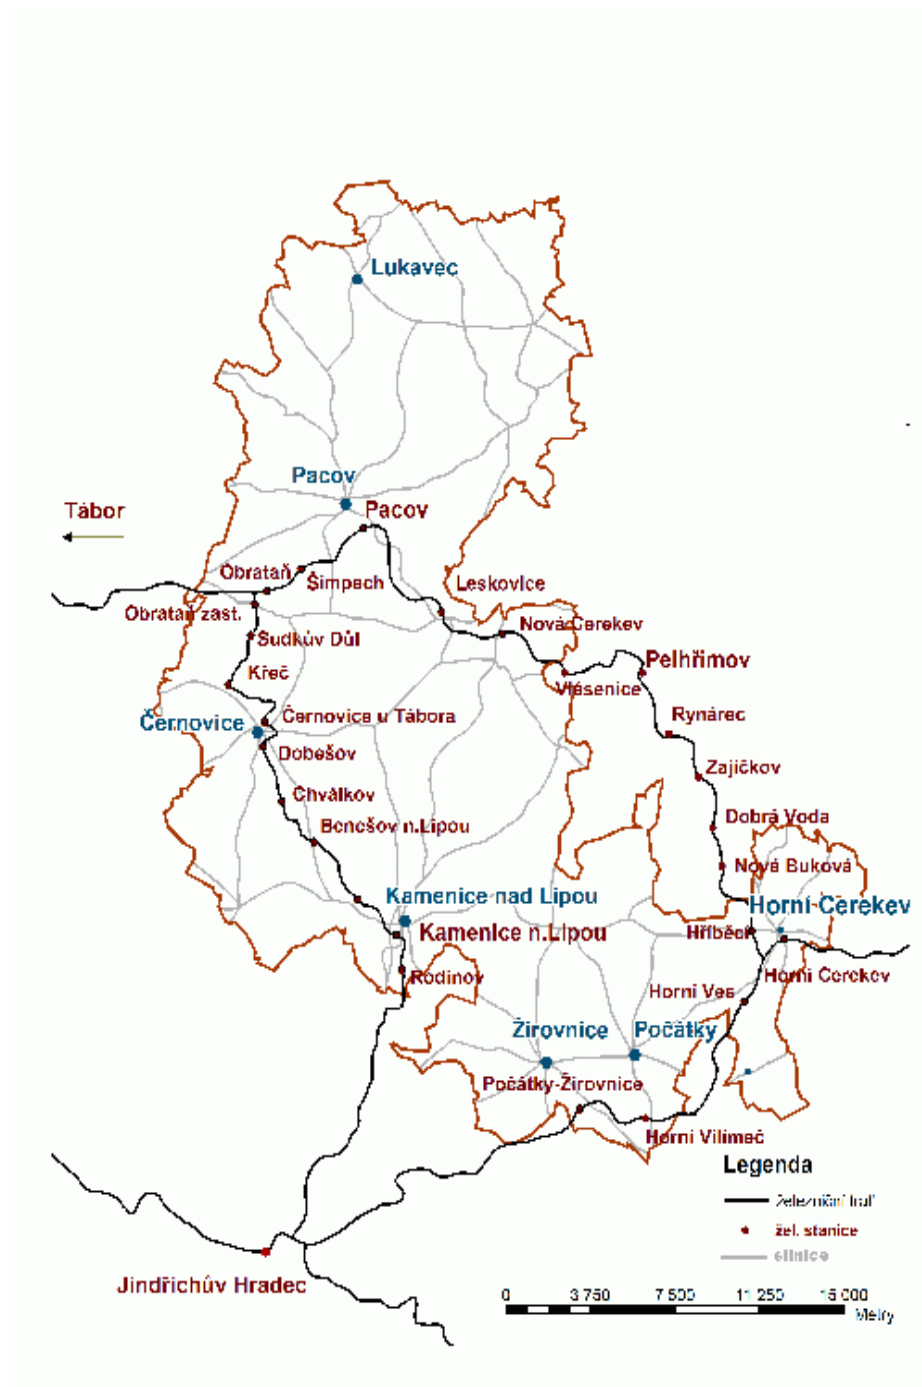 Lukavec
Pacov
Tábor
Pacov
Obrataň
Šimpach
Leskovice
Obrataň zast.
Nová Cerekev
Sudkův Důl
Pelhřimov
Křeč
Vlásenice
Černovice
Černovice u Tábora
Rynárec
Dobešov
Zajíčkov
Chválkov
Dobrá Voda
Benešov n.Lipou
Nová Buková
Kamenice nad Lipou
Horní Cerekev
Kamenice n.Lipou
Hříběcí
Rodinov
Horní Cerekev
Horní Ves
Žirovnice
Počátky
Počátky-Žirovnice
Horní Vilímeč
Legenda
železniční trať
žel. stanice
silnice
Jindřichův Hradec
0 3 750 7 500 11 250 15 000
Metry